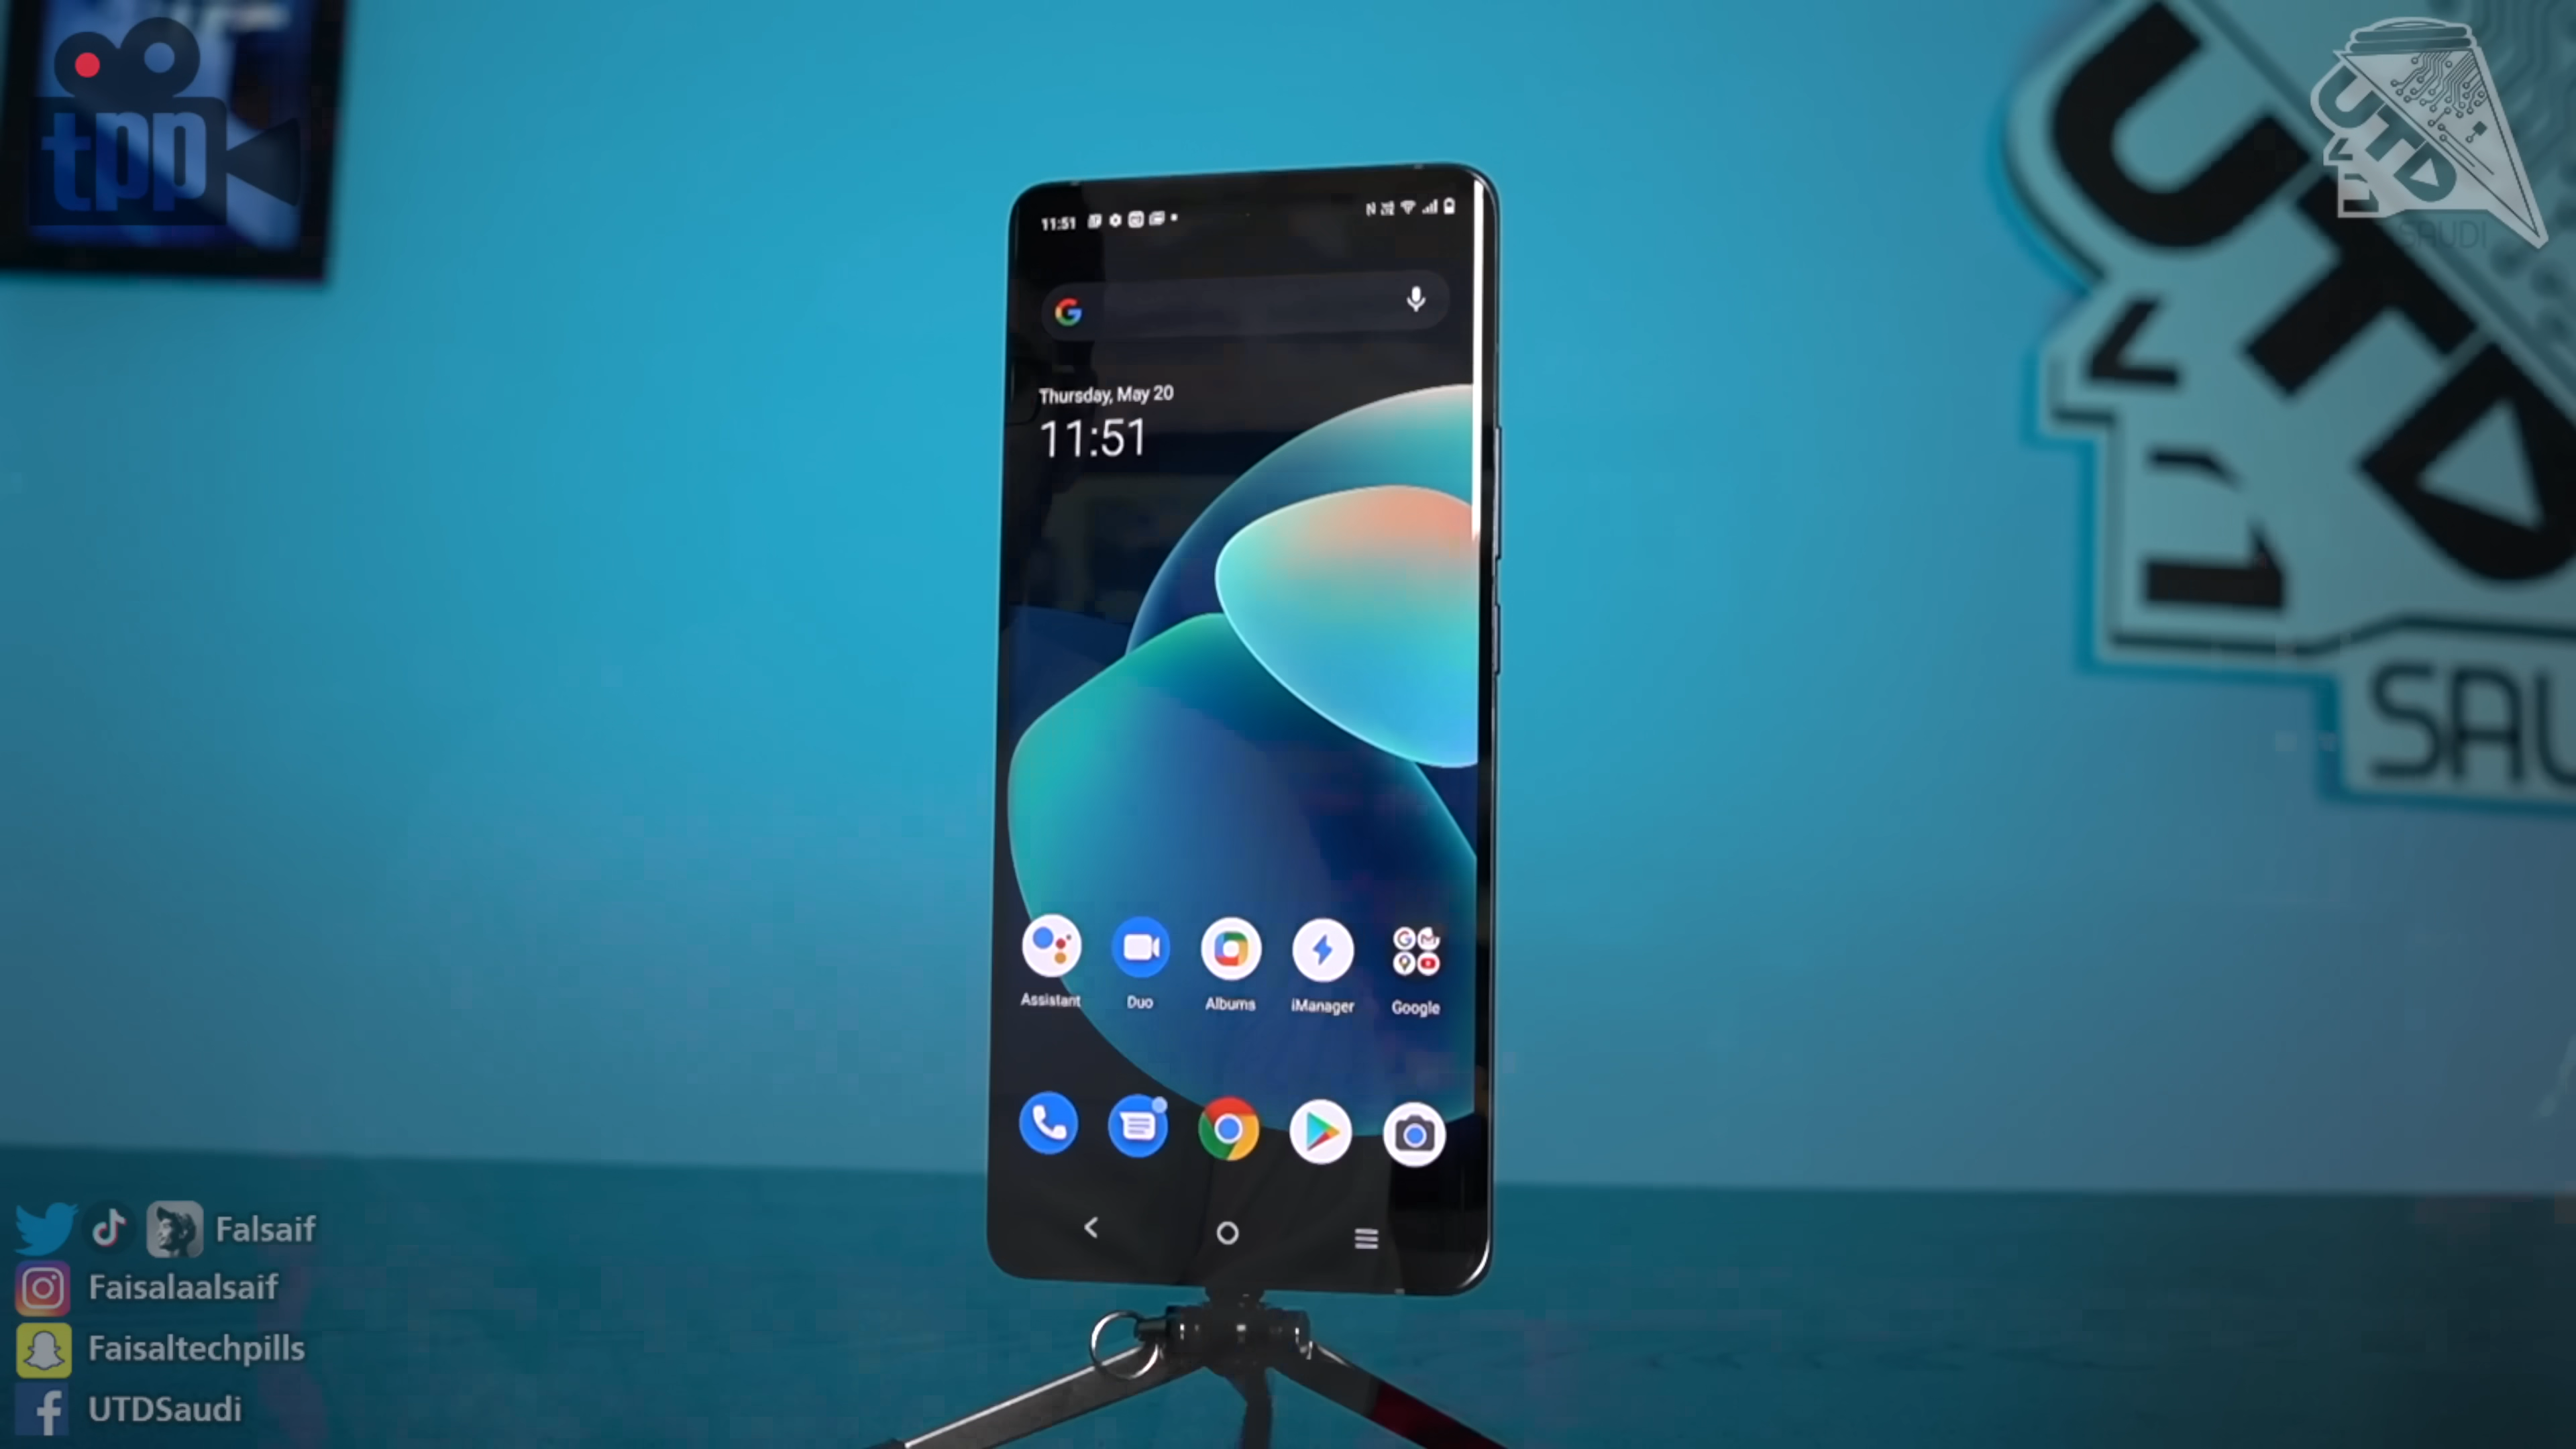 tpp
UTD
SAUDI
UTD
SAU
11:51
Thursday, May 20
11:51
Assistant
Duo
Albums
iManager
Google
Falsaif
Faisalaalsaif
Faisaltechpills
UTDSaudi